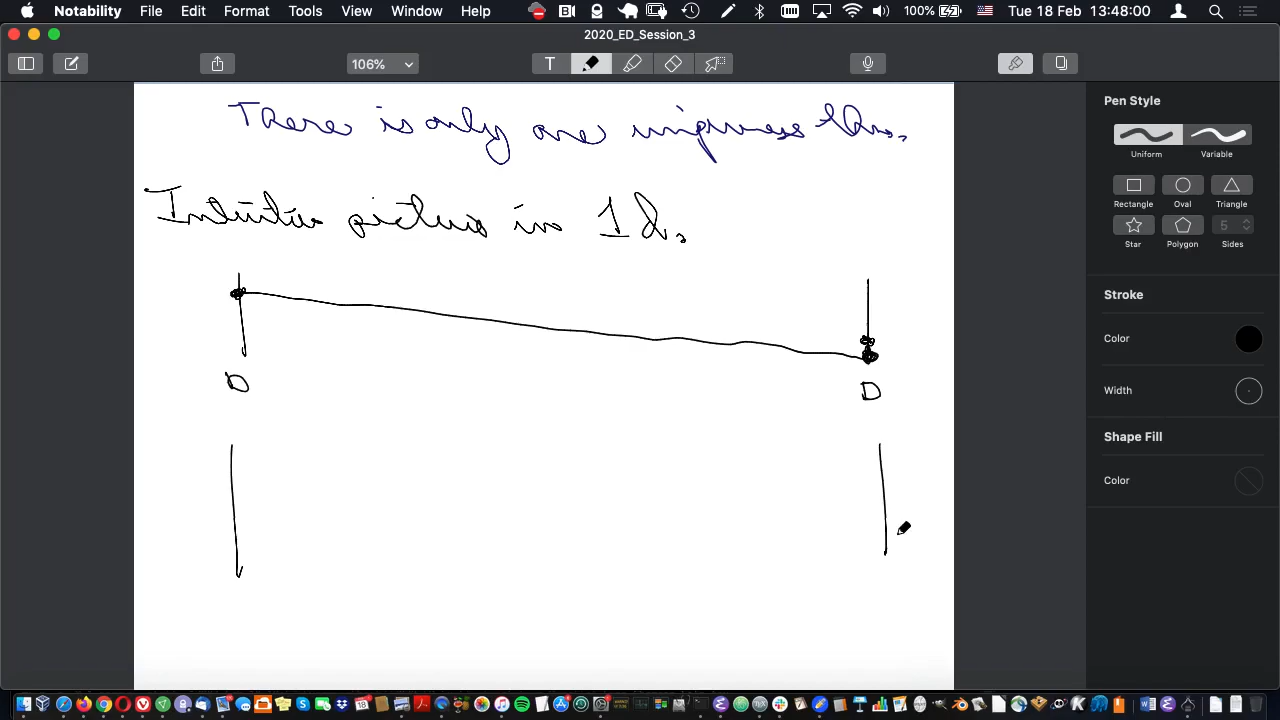 Notability File Edit Format Tools View Window Help 100% Tue 18 Feb 13:48:00
2020_ED_Session_3
106% T
Pen Style
Uniform Variable
Rectangle Oval Triangle
5
Star Polygon Sides
Stroke
Color
Width
Shape Fill
Color
There is only one uniqueness thm.
Intuitive picture in 1d.
D D